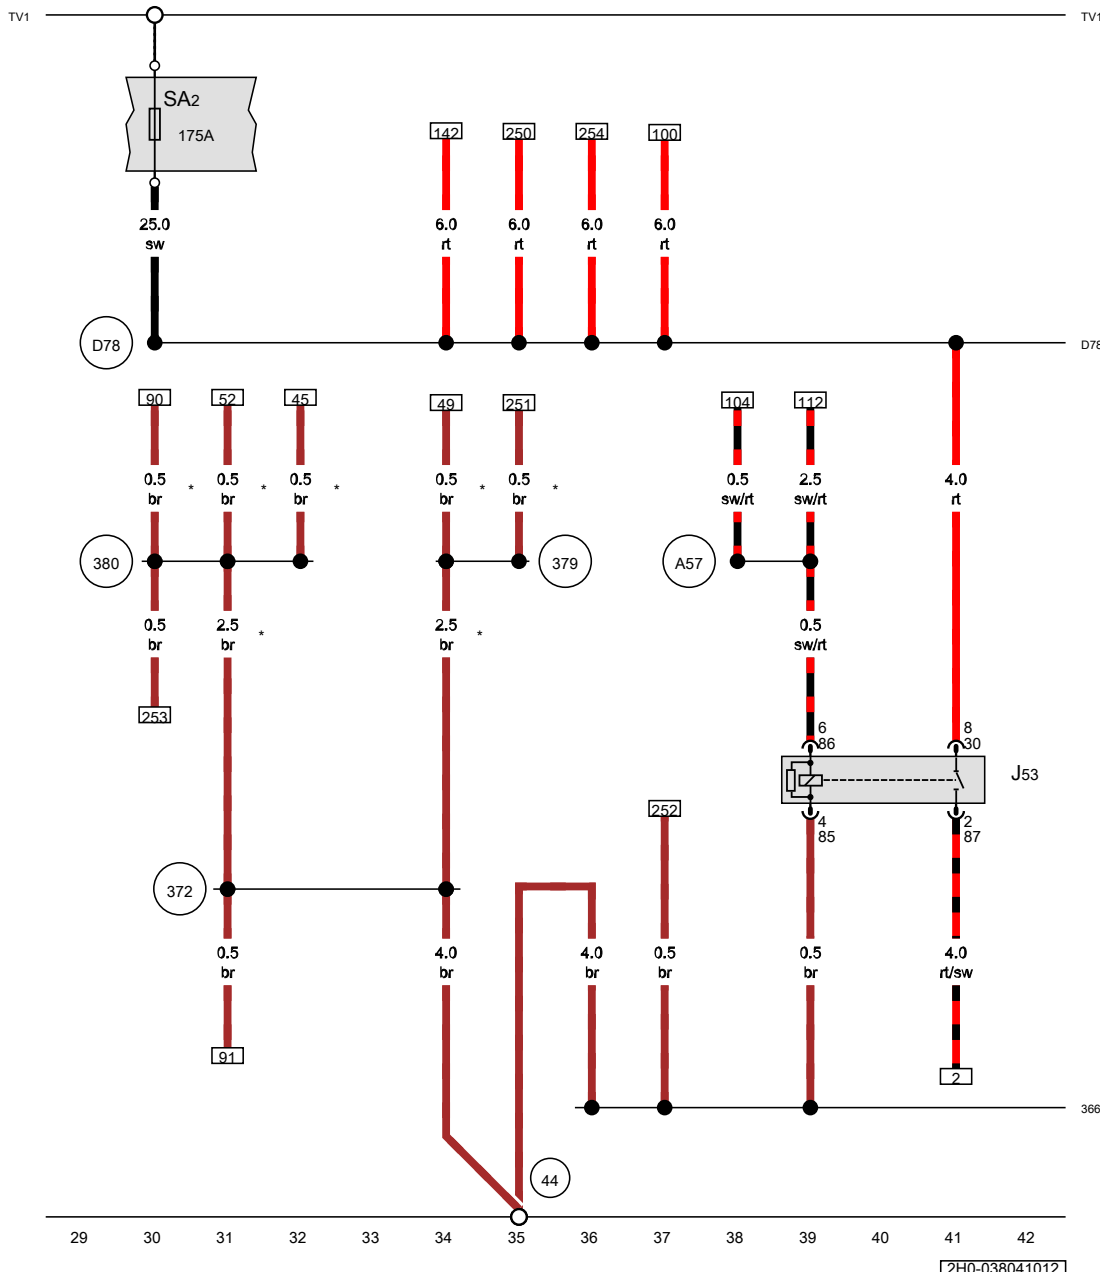 TV1 TV1
SA2
175A
142 250 254 100
25.0 6.0 6.0 6.0 6.0
sw rt rt rt rt
D78 D78
90 52 45 49 251 104 112
0.5 0.5 0.5 0.5 0.5 0.5 2.5 4.0
br * br * br * br * br * sw/rt sw/rt rt
380 379 A57
0.5 2.5 2.5 0.5
br br * br * sw/rt
253
6 8
86 30
J53
252
4 2
85 87
372
0.5 4.0 4.0 0.5 0.5 4.0
br br br br br rt/sw
91
2
366
44
29 30 31 32 33 34 35 36 37 38 39 40 41 42
2H0-038041012